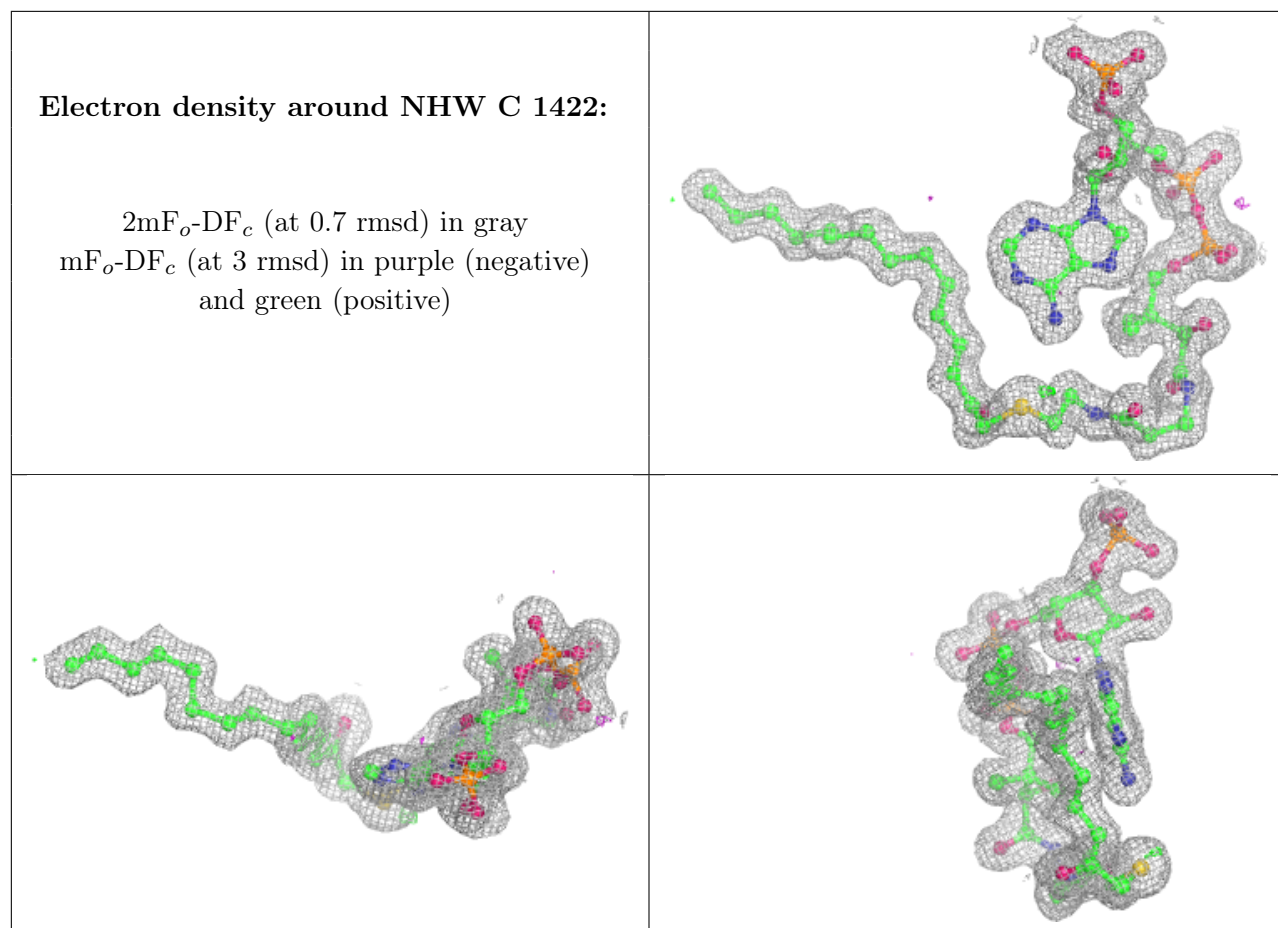 Electron density around NHW C 1422:
2mFo-DFc (at 0.7 rmsd) in gray
mFo-DFc (at 3 rmsd) in purple (negative)
and green (positive)